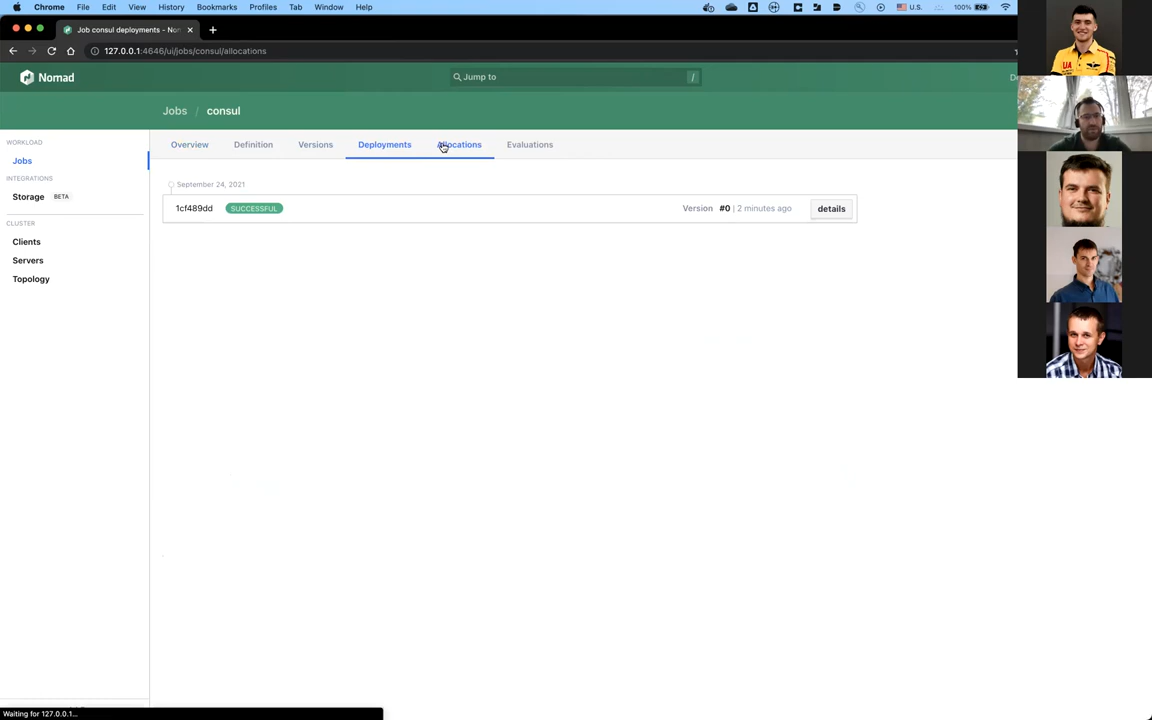 Chrome File Edit View History Bookmarks Profiles Tab Window Help U.S. 100%
Job consul deployments - Non
127.0.0.1:4646/ui/jobs/consul/allocations
Nomad Jump to /
Jobs / consul
WORKLOAD
Jobs
INTEGRATIONS
Storage BETA
CLUSTER
Clients
Servers
Topology
Overview Definition Versions Deployments Allocations Evaluations
September 24, 2021
1cf489dd SUCCESSFUL Version #0 | 2 minutes ago details
UA
Waiting for 127.0.0.1...